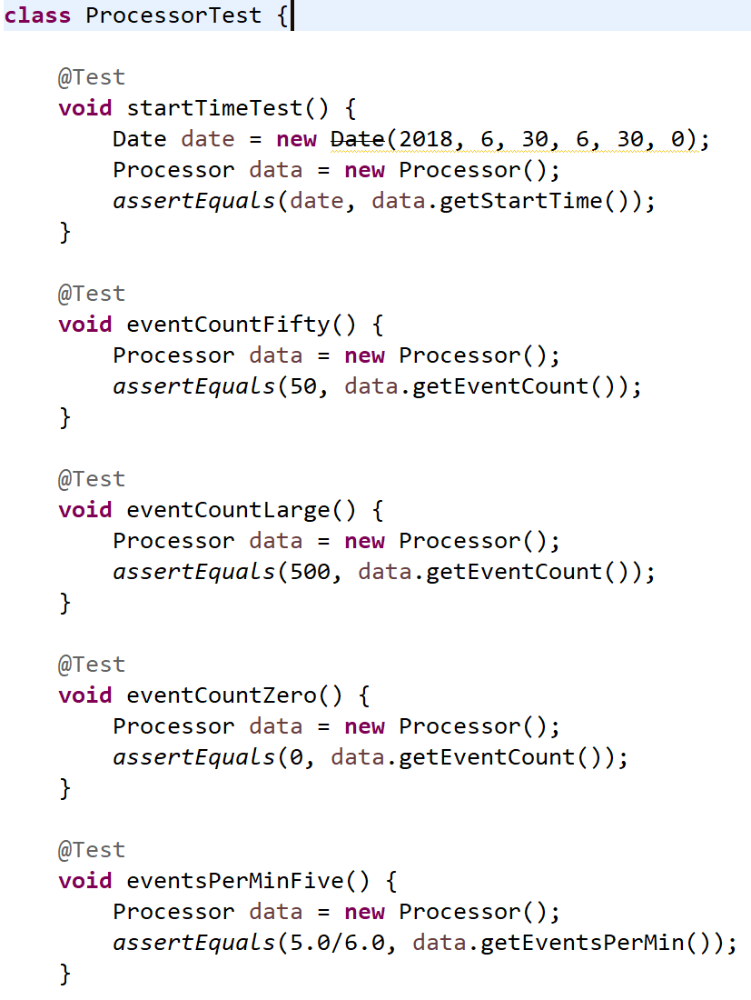 class ProcessorTest {
@Test
void startTimeTest() {
Date date = new Date(2018, 6, 30, 6, 30, 0);
Processor data = new Processor();
assertEquals(date, data.getStartTime());
}
@Test
void eventCountFifty() {
Processor data = new Processor();
assertEquals(50, data.getEventCount());
}
@Test
void eventCountLarge() {
Processor data = new Processor();
assertEquals(500, data.getEventCount());
}
@Test
void eventCountZero() {
Processor data = new Processor();
assertEquals(0, data.getEventCount());
}
@Test
void eventsPerMinFive() {
Processor data = new Processor();
assertEquals(5.0/6.0, data.getEventsPerMin());
}